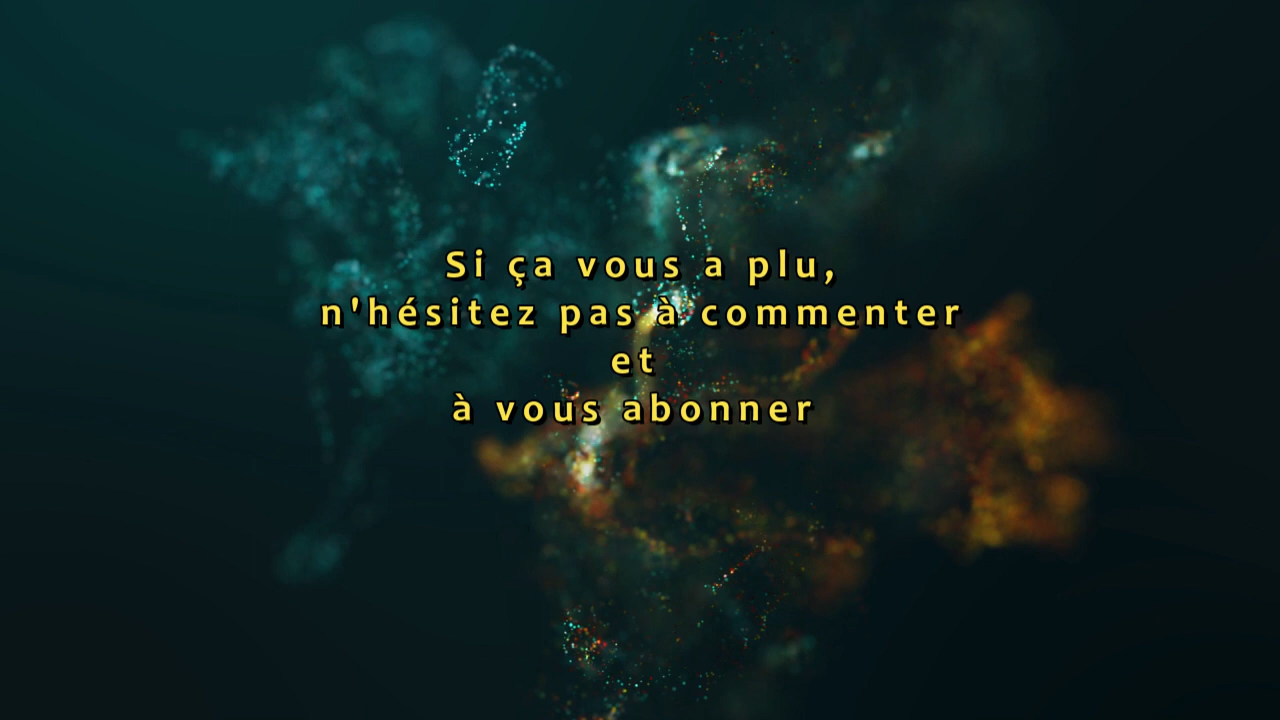 Si ça vous a plu,
n'hésitez pas à commenter
et
à vous abonner